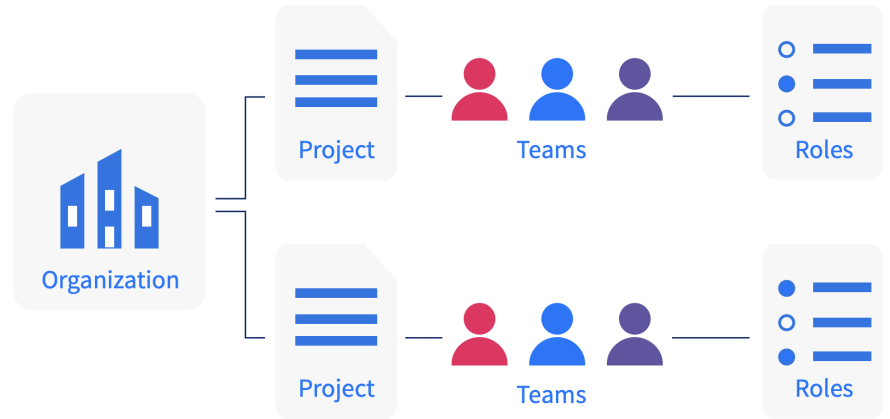 Project
Teams
Roles
Organization
Project
Teams
Roles